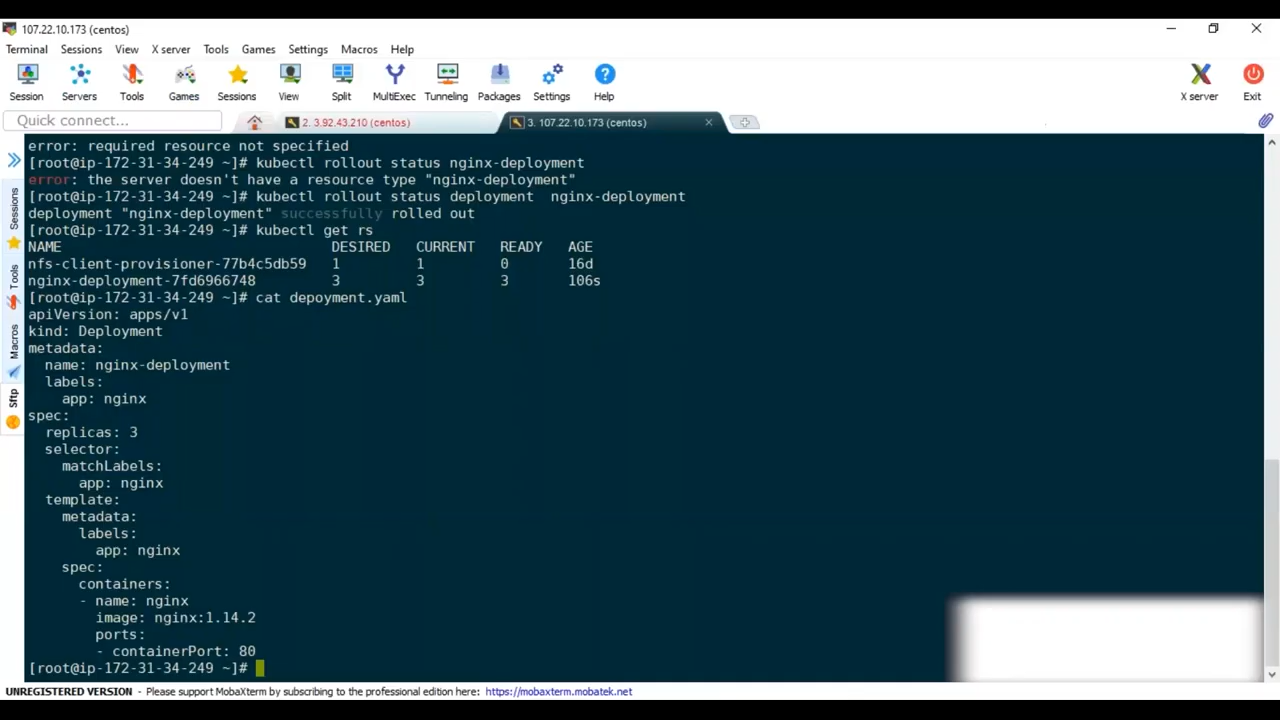 107.22.10.173 (centos)
Terminal Sessions View X server Tools Games Settings Macros Help
Session Servers Tools Games Sessions View Split MultiExec Tunneling Packages Settings Help X server Exit
Quick connect...
2. 3.92.43.210 (centos)
3. 107.22.10.173 (centos)
Sessions
Tools
Macros
Sftp
error: required resource not specified
[root@ip-172-31-34-249 ~]# kubectl rollout status nginx-deployment
error: the server doesn't have a resource type "nginx-deployment"
[root@ip-172-31-34-249 ~]# kubectl rollout status deployment  nginx-deployment
deployment "nginx-deployment" successfully rolled out
[root@ip-172-31-34-249 ~]# kubectl get rs
NAME                                DESIRED   CURRENT   READY   AGE
nfs-client-provisioner-77b4c5db59   1         1         0       16d
nginx-deployment-7fd6966748         3         3         3       106s
[root@ip-172-31-34-249 ~]# cat depoyment.yaml
apiVersion: apps/v1
kind: Deployment
metadata:
  name: nginx-deployment
  labels:
    app: nginx
spec:
  replicas: 3
  selector:
    matchLabels:
      app: nginx
  template:
    metadata:
      labels:
        app: nginx
    spec:
      containers:
      - name: nginx
        image: nginx:1.14.2
        ports:
        - containerPort: 80
[root@ip-172-31-34-249 ~]#
UNREGISTERED VERSION - Please support MobaXterm by subscribing to the professional edition here: https://mobaxterm.mobatek.net